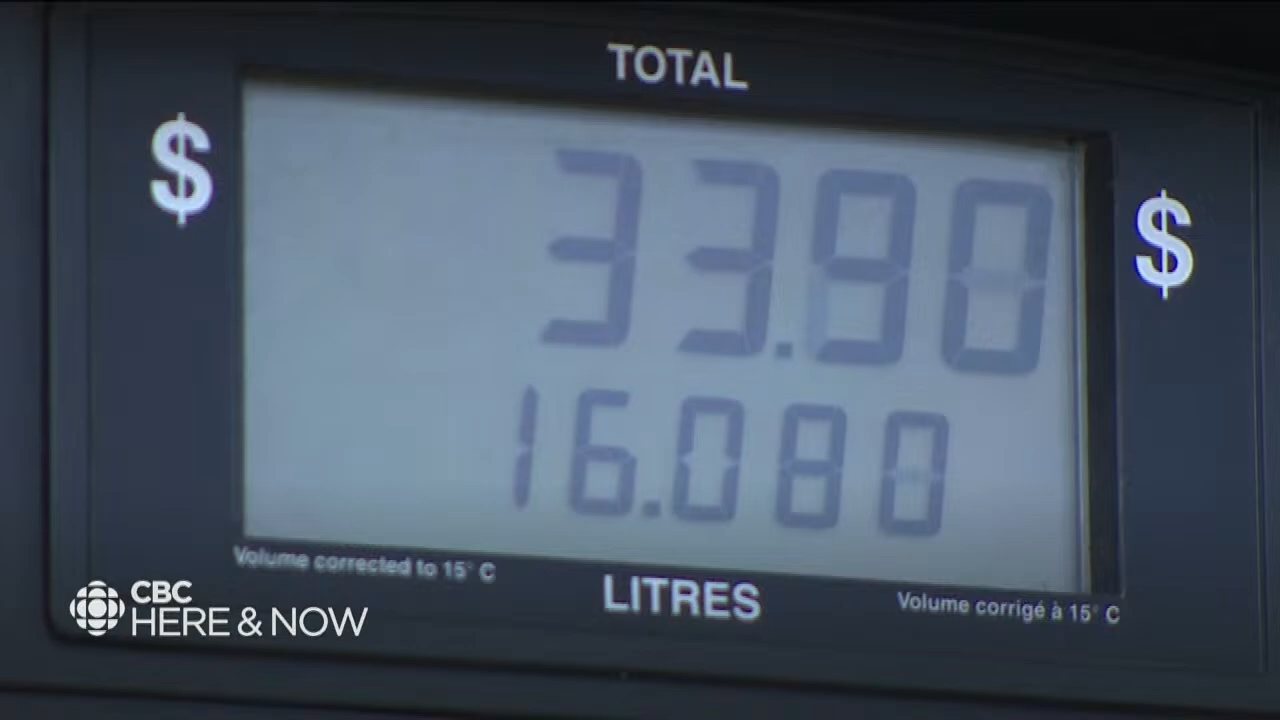 TOTAL
$ $
33.90
16.080
Volume corrected to 15° C
LITRES
Volume corrigé à 15° C
CBC
HERE & NOW